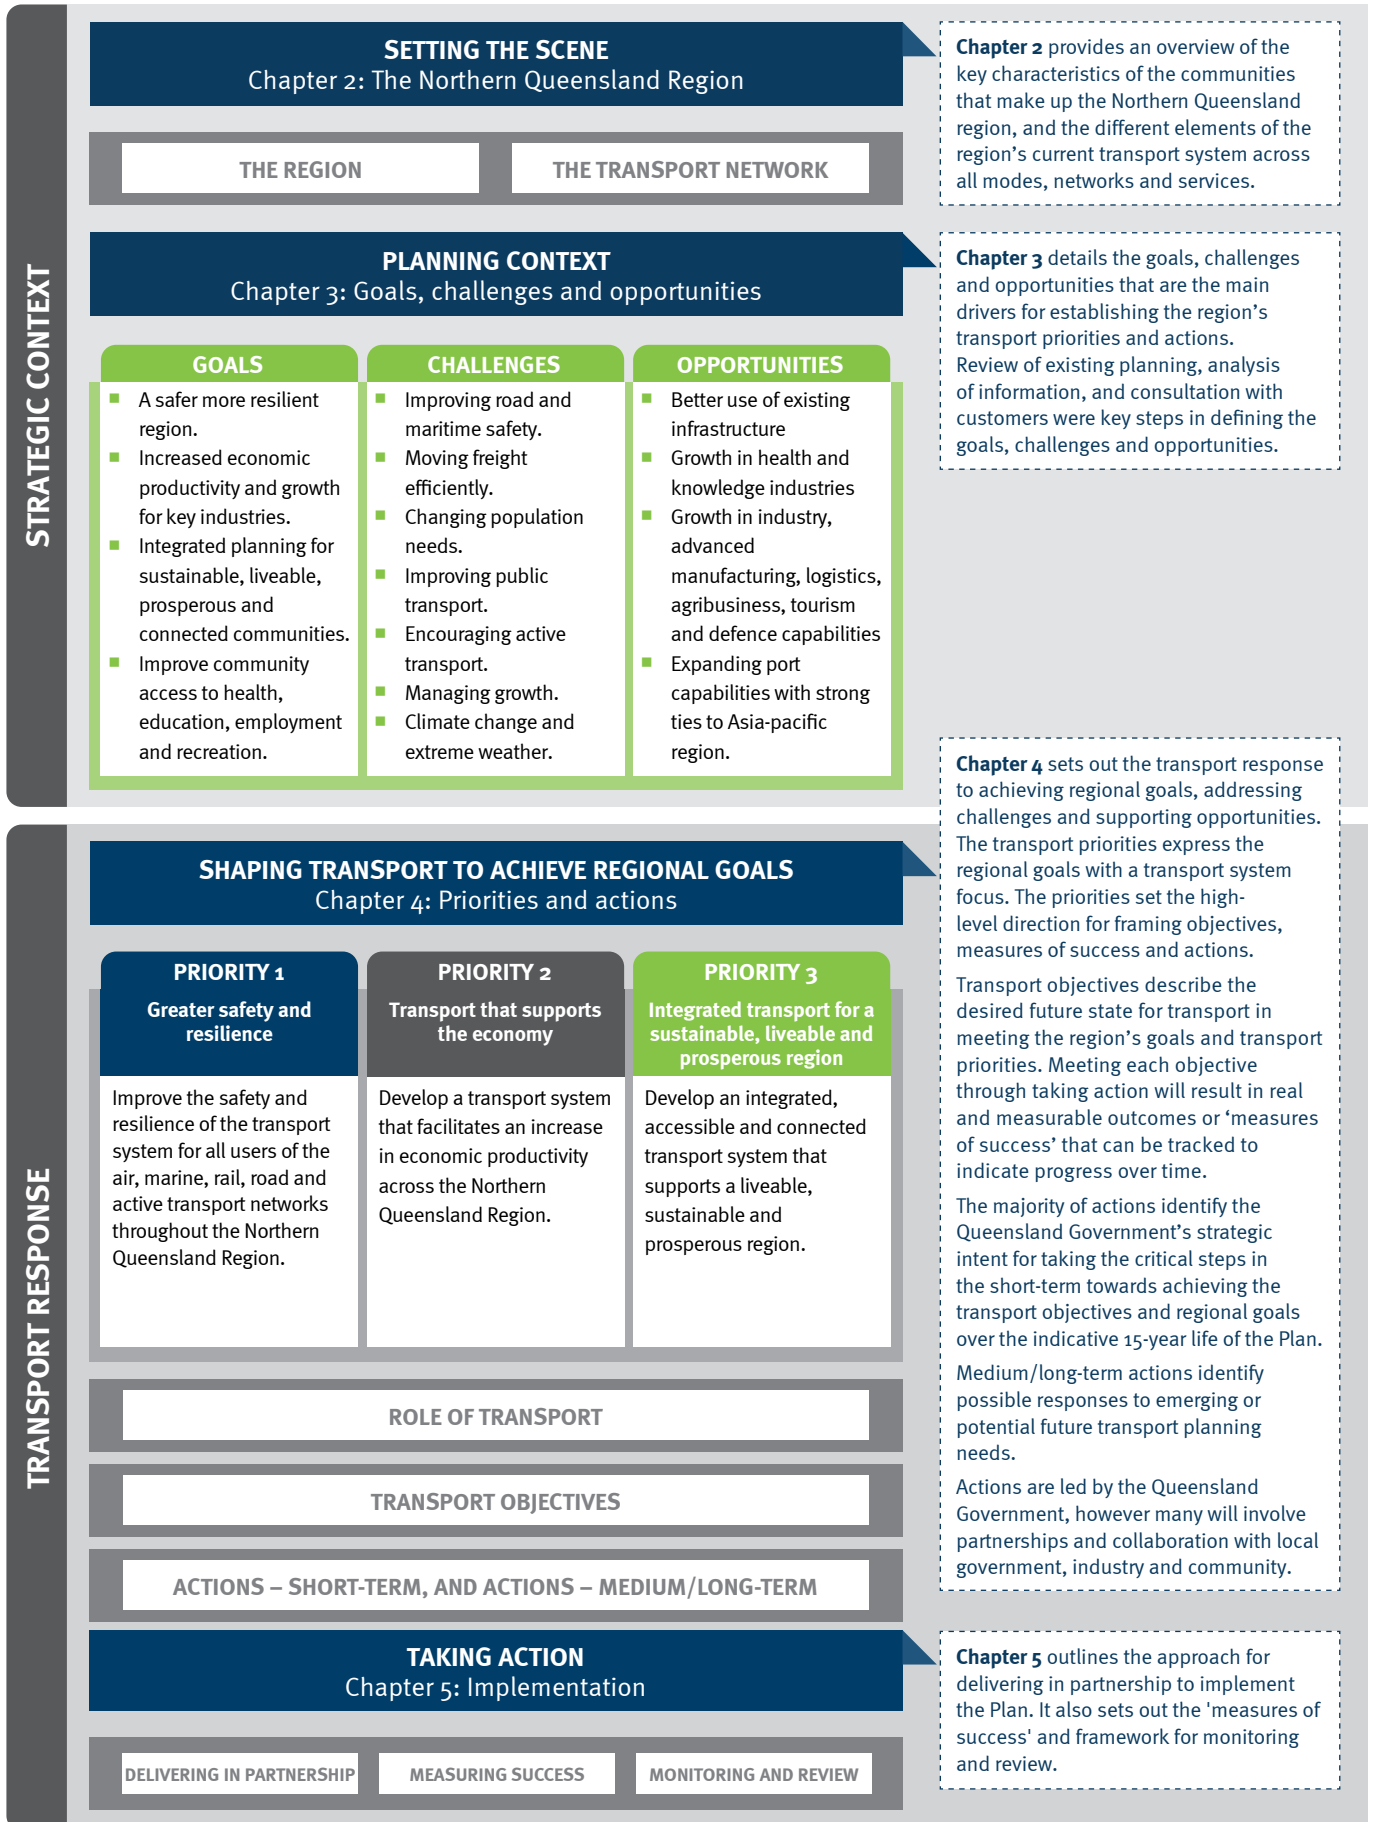 STRATEGIC CONTEXT
SETTING THE SCENE
Chapter 2: The Northern Queensland Region
THE REGION
THE TRANSPORT NETWORK
Chapter 2 provides an overview of the
key characteristics of the communities
that make up the Northern Queensland
region, and the different elements of the
region’s current transport system across
all modes, networks and services.
PLANNING CONTEXT
Chapter 3: Goals, challenges and opportunities
Chapter 3 details the goals, challenges
and opportunities that are the main
drivers for establishing the region’s
transport priorities and actions.
Review of existing planning, analysis
of information, and consultation with
customers were key steps in defining the
goals, challenges and opportunities.
GOALS
A safer more resilient
region.
Increased economic
productivity and growth
for key industries.
Integrated planning for
sustainable, liveable,
prosperous and
connected communities.
Improve community
access to health,
education, employment
and recreation.
CHALLENGES
Improving road and
maritime safety.
Moving freight
efficiently.
Changing population
needs.
Improving public
transport.
Encouraging active
transport.
Managing growth.
Climate change and
extreme weather.
OPPORTUNITIES
Better use of existing
infrastructure
Growth in health and
knowledge industries
Growth in industry,
advanced
manufacturing, logistics,
agribusiness, tourism
and defence capabilities
Expanding port
capabilities with strong
ties to Asia-pacific
region.
TRANSPORT RESPONSE
SHAPING TRANSPORT TO ACHIEVE REGIONAL GOALS
Chapter 4: Priorities and actions
Chapter 4 sets out the transport response
to achieving regional goals, addressing
challenges and supporting opportunities.
The transport priorities express the
regional goals with a transport system
focus. The priorities set the high-
level direction for framing objectives,
measures of success and actions.
Transport objectives describe the
desired future state for transport in
meeting the region’s goals and transport
priorities. Meeting each objective
through taking action will result in real
and measurable outcomes or ‘measures
of success’ that can be tracked to
indicate progress over time.
The majority of actions identify the
Queensland Government’s strategic
intent for taking the critical steps in
the short-term towards achieving the
transport objectives and regional goals
over the indicative 15-year life of the Plan.
Medium/long-term actions identify
possible responses to emerging or
potential future transport planning
needs.
Actions are led by the Queensland
Government, however many will involve
partnerships and collaboration with local
government, industry and community.
PRIORITY 1
Greater safety and
resilience
Improve the safety and
resilience of the transport
system for all users of the
air, marine, rail, road and
active transport networks
throughout the Northern
Queensland Region.
PRIORITY 2
Transport that supports
the economy
Develop a transport system
that facilitates an increase
in economic productivity
across the Northern
Queensland Region.
PRIORITY 3
Integrated transport for a
sustainable, liveable and
prosperous region
Develop an integrated,
accessible and connected
transport system that
supports a liveable,
sustainable and
prosperous region.
ROLE OF TRANSPORT
TRANSPORT OBJECTIVES
ACTIONS – SHORT-TERM, AND ACTIONS – MEDIUM/LONG-TERM
TAKING ACTION
Chapter 5: Implementation
Chapter 5 outlines the approach for
delivering in partnership to implement
the Plan. It also sets out the 'measures of
success' and framework for monitoring
and review.
DELIVERING IN PARTNERSHIP
MEASURING SUCCESS
MONITORING AND REVIEW